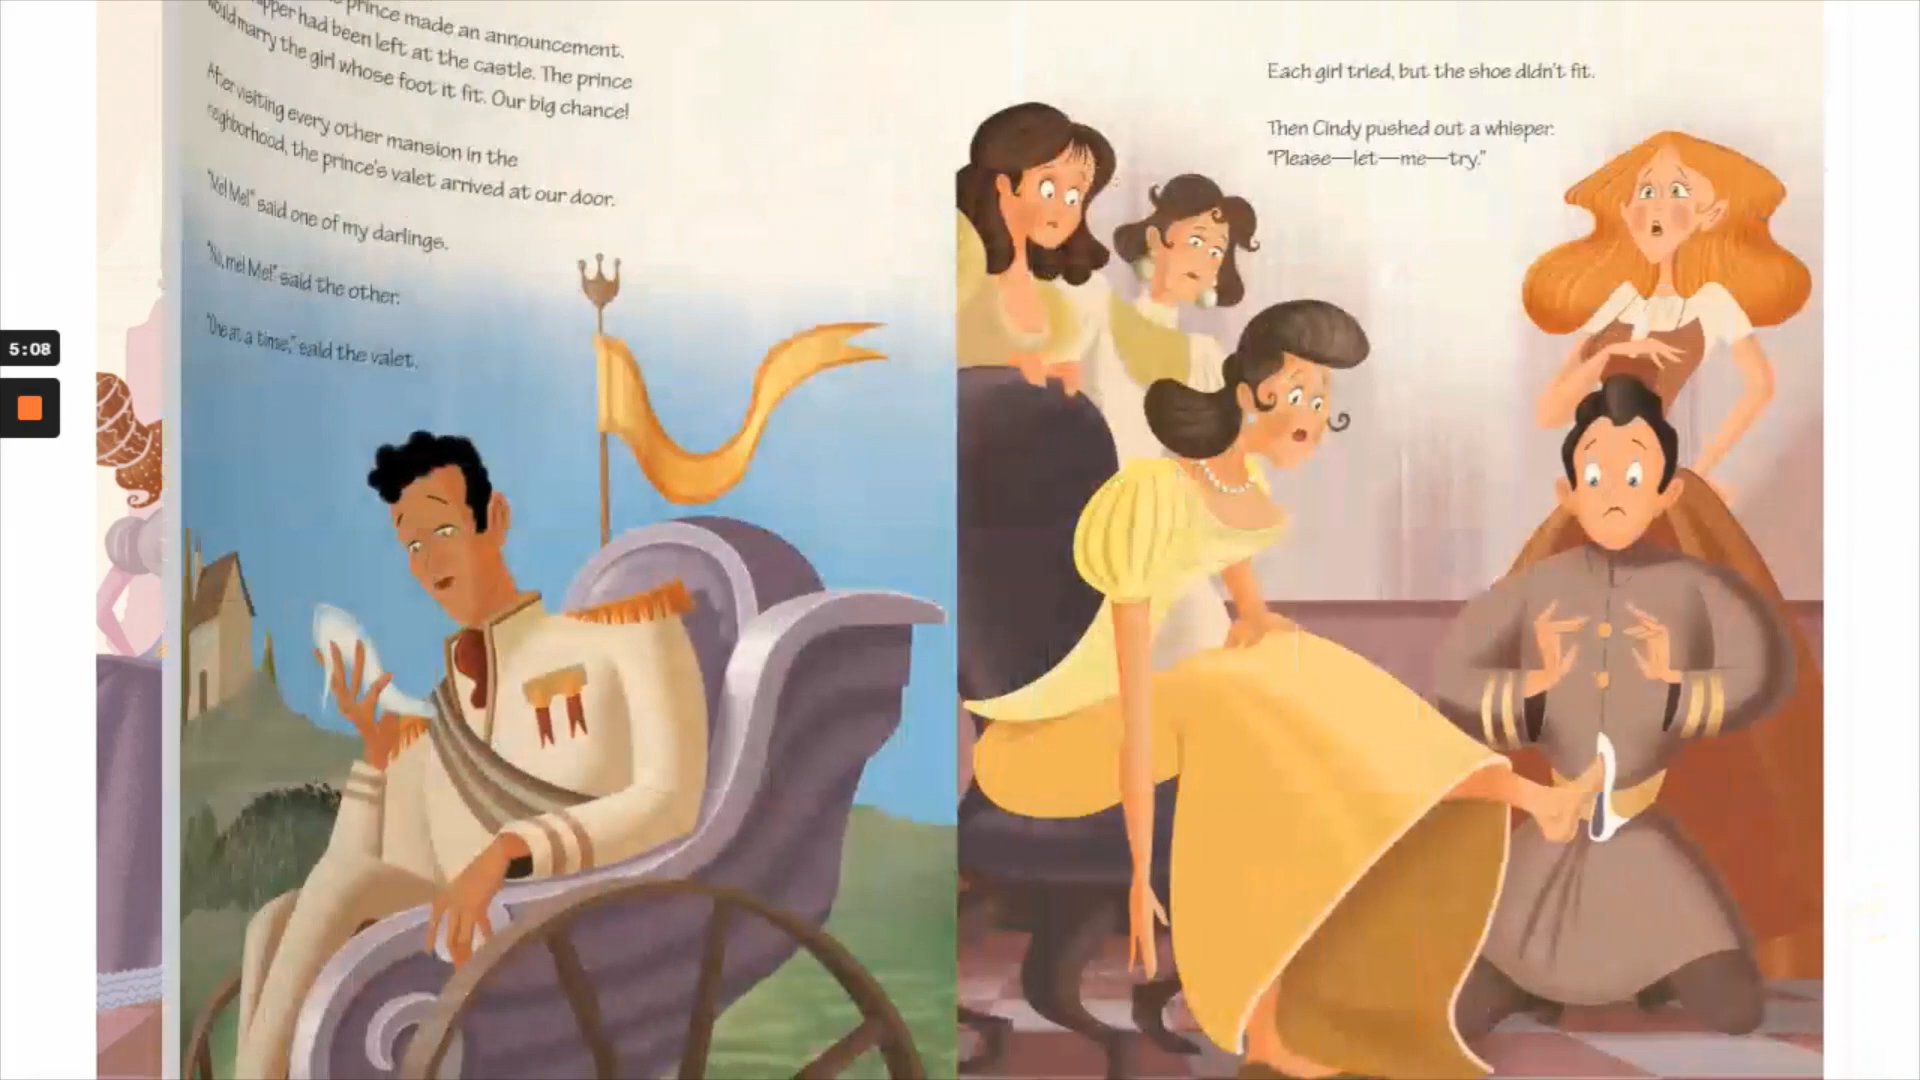 prince made an announcement.
had been left at the castle. The prince
marry the girl whose foot it fit. Our big chance!
After visiting every other mansion in the
neighborhood, the prince's valet arrived at our door.
"Me! Me!" said one of my darlings.
"No, me! Me!" said the other.
"One at a time," said the valet.
Each girl tried, but the shoe didn't fit.
Then Cindy pushed out a whisper:
"Please—let—me—try."
5:08